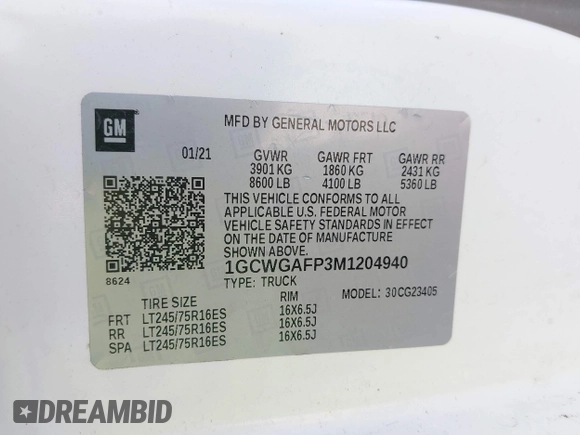 GM
MFD BY GENERAL MOTORS LLC
01/21 GVWR GAWR FRT GAWR RR
3901 KG 1860 KG 2431 KG
8600 LB 4100 LB 5360 LB
THIS VEHICLE CONFORMS TO ALL
APPLICABLE U.S. FEDERAL MOTOR
VEHICLE SAFETY STANDARDS IN
EFFECT ON THE DATE OF MANUFACTURE
SHOWN ABOVE.
1GCWGAFP3M1204940
8624 TYPE: TRUCK
MODEL: 30CG23405
TIRE SIZE RIM
FRT LT245/75R16ES 16X6.5J
RR LT245/75R16ES 16X6.5J
SPA LT245/75R16ES 16X6.5J
DREAMBID